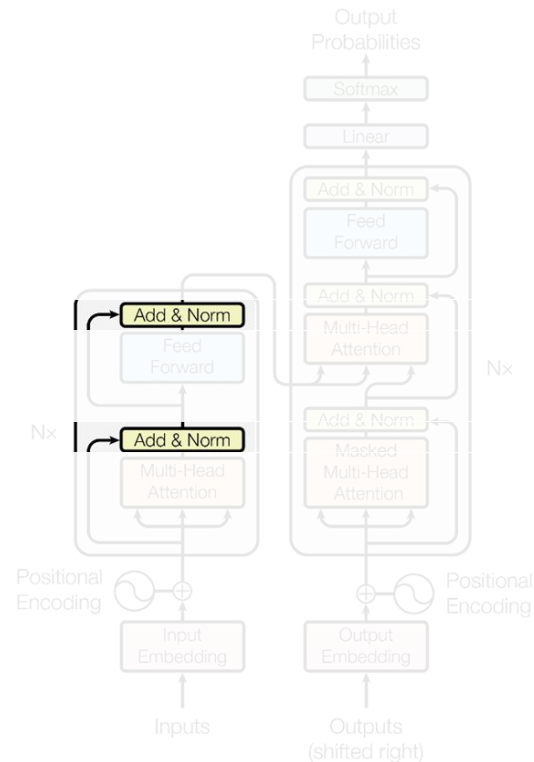 Output
Probabilities
Softmax
Linear
Add & Norm
Feed
Forward
Add & Norm
Add & Norm
Multi-Head
Attention
Feed
Forward
Nx
Nx
Add & Norm
Add & Norm
Masked
Multi-Head
Attention
Multi-Head
Attention
Positional
Encoding
Positional
Encoding
Input
Embedding
Output
Embedding
Inputs
Outputs
(shifted right)